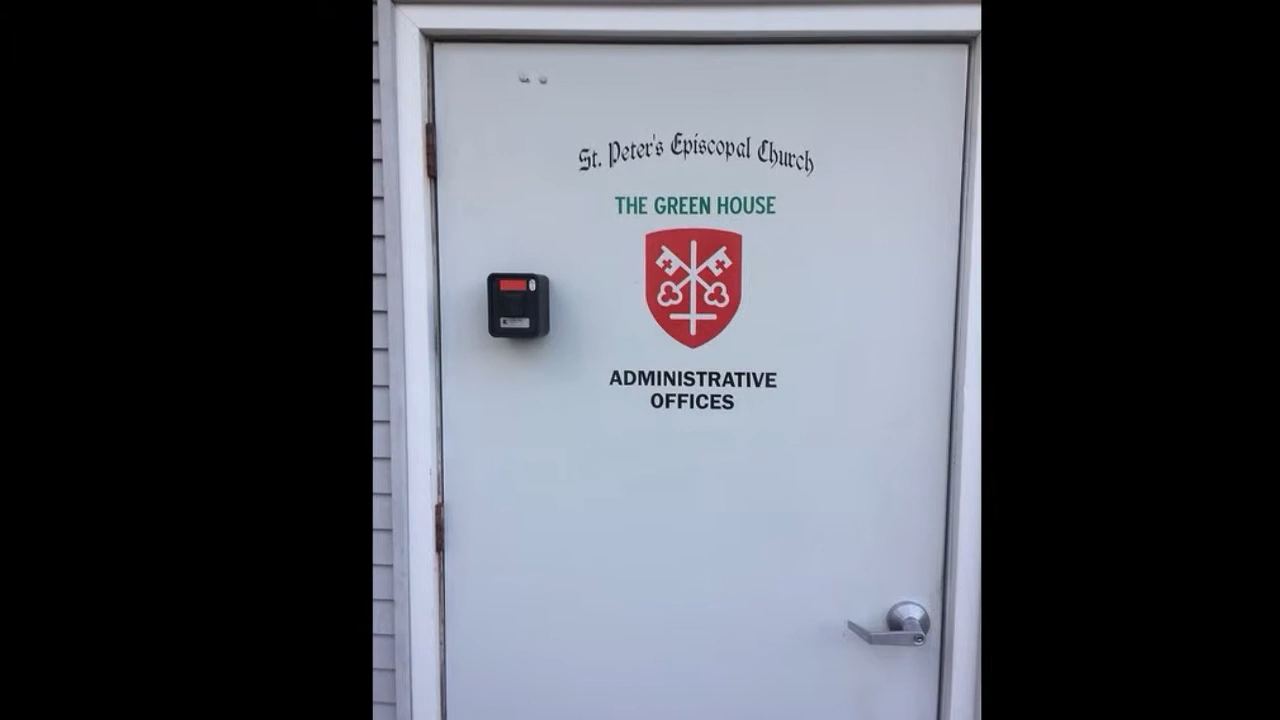 St. Peter's Episcopal Church
THE GREEN HOUSE
ADMINISTRATIVE
OFFICES